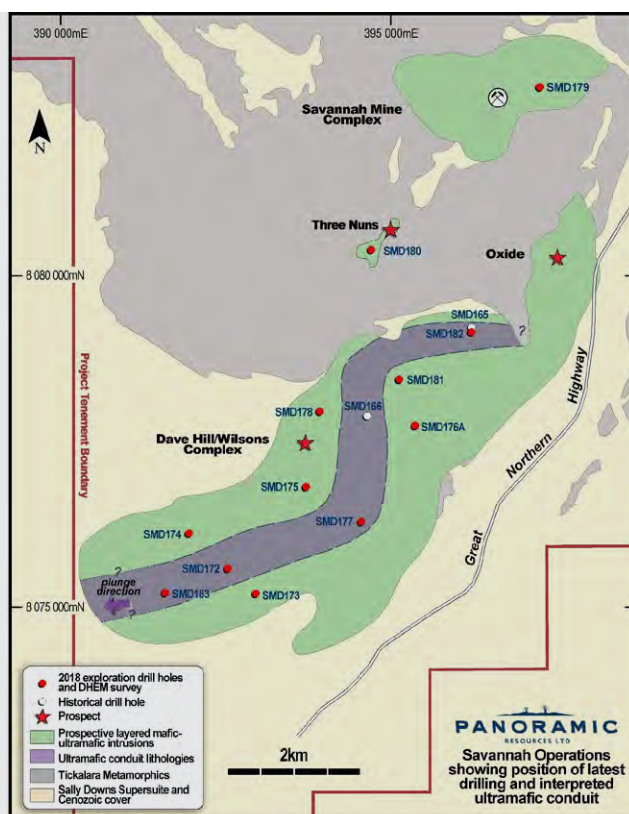 390 000mE
395 000mE
SMD179
Savannah Mine
Complex
N
Three Nuns
SMD180
Oxide
8 080 000mN
SMD165
SMD182
?
SMD181
Highway
Project Tenement Boundary
SMD178
SMD166
SMD176A
Dave Hill/Wilsons
Complex
Northern
SMD175
SMD177
SMD174
Great
?
SMD172
plunge
direction
SMD183
SMD173
?
8 075 000mN
2018 exploration drill holes
and DHEM survey
Historical drill hole
Prospect
Prospective layered mafic-
ultramafic intrusions
Ultramafic conduit lithologies
Tickalara Metamorphics
Sally Downs Supersuite and
Cenozoic cover
2km
PANORAMIC
RESOURCES LTD
Savannah Operations
showing position of latest
drilling and interpreted
ultramafic conduit